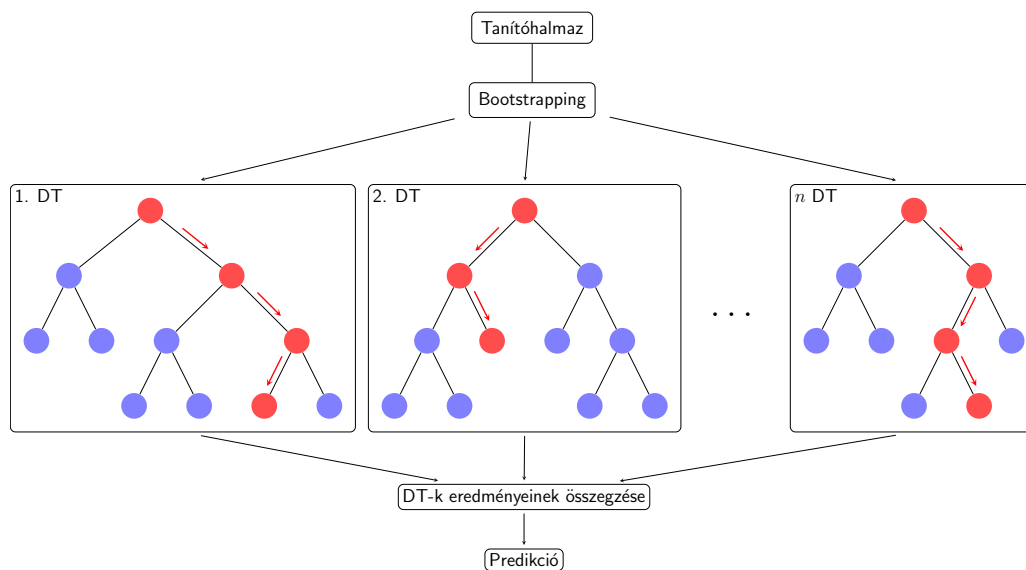 Tanítóhalmaz
Bootstrapping
1. DT
2. DT
n DT
. . .
DT-k eredményeinek összegzése
Predikció